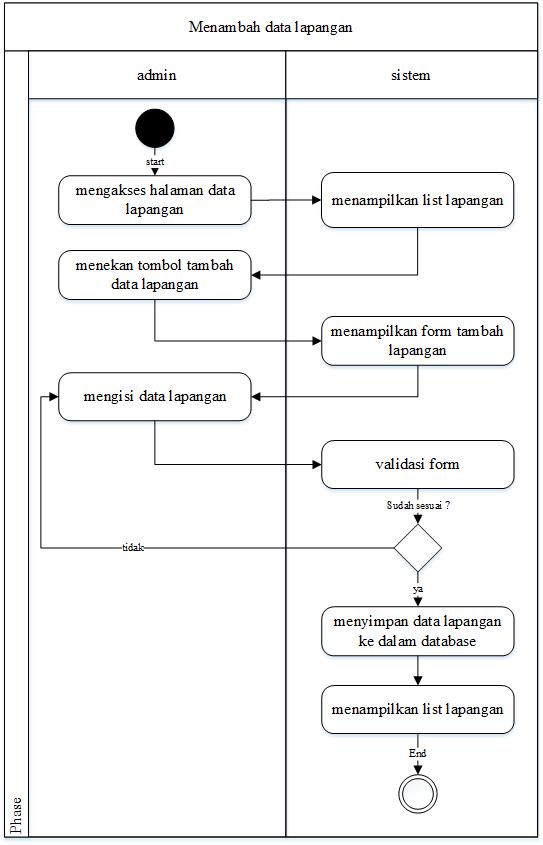 Menambah data lapangan
admin
sistem
start
mengakses halaman data
lapangan
menampilkan list lapangan
menekan tombol tambah
data lapangan
menampilkan form tambah
lapangan
mengisi data lapangan
validasi form
Sudah sesuai ?
tidak
ya
menyimpan data lapangan
ke dalam database
menampilkan list lapangan
End
Phase